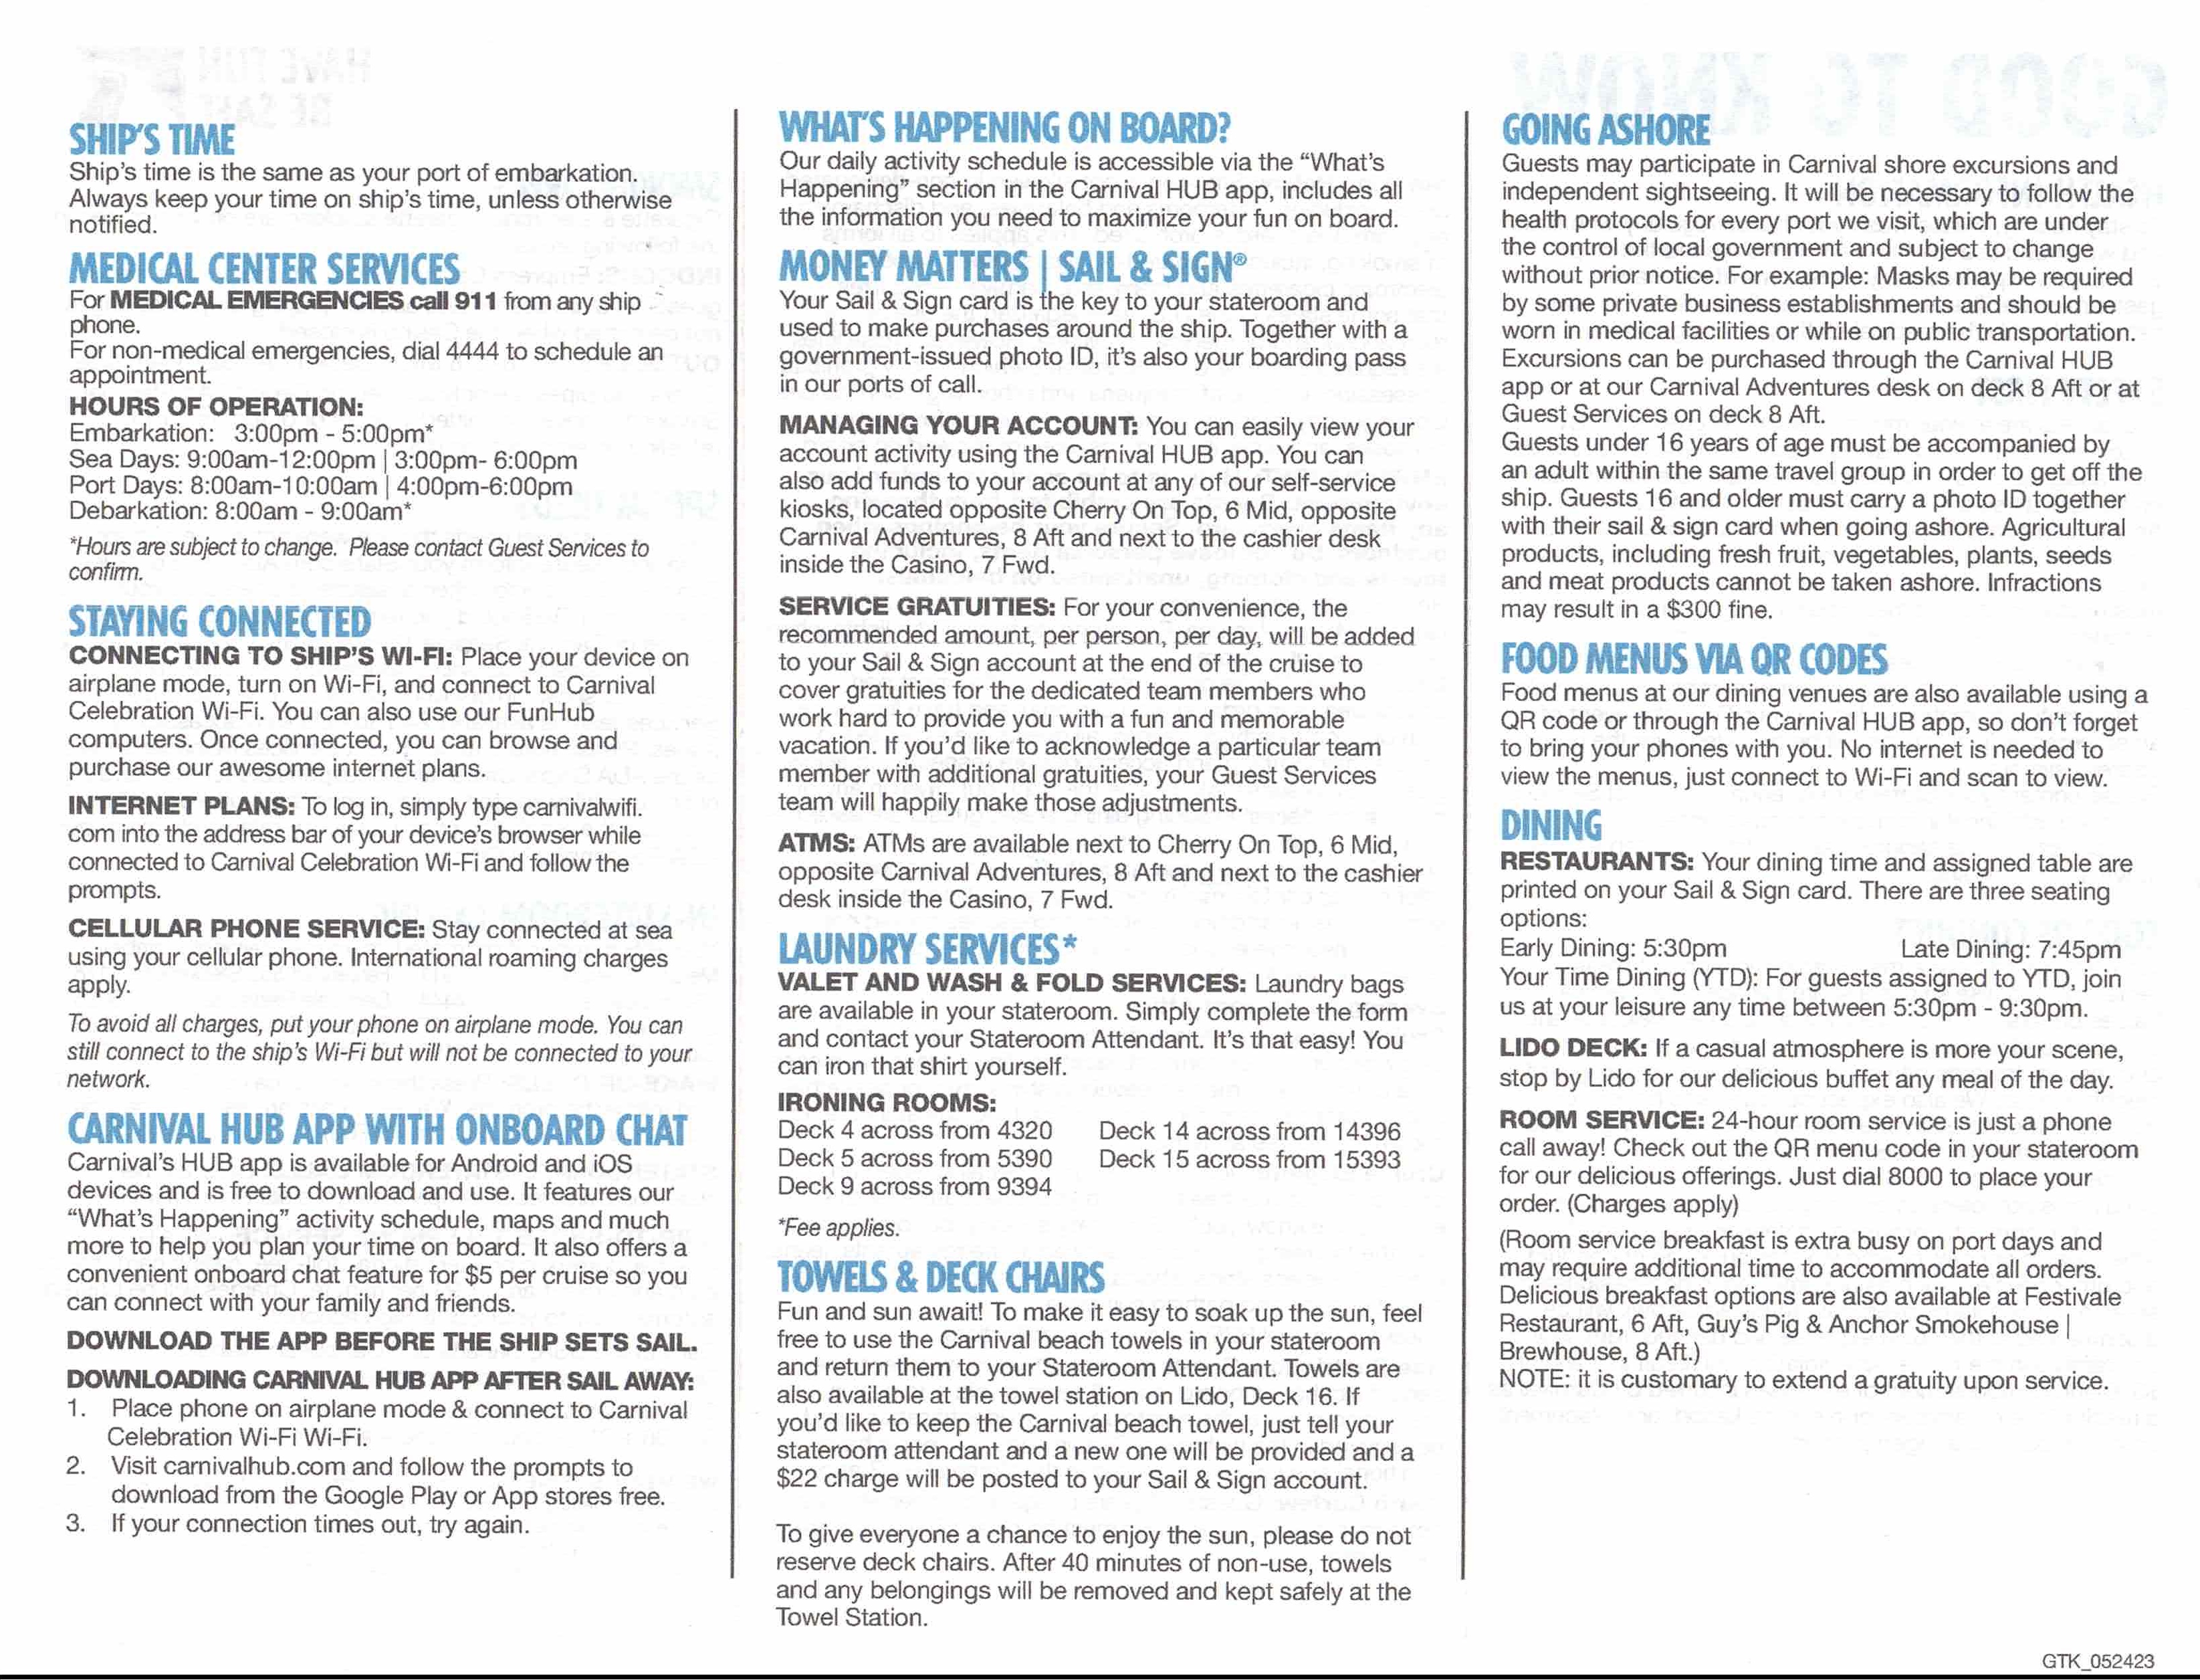 SHIP'S TIME
Ship's time is the same as your port of embarkation.
Always keep your time on ship's time, unless otherwise
notified.
MEDICAL CENTER SERVICES
For MEDICAL EMERGENCIES call 911 from any ship
phone.
For non-medical emergencies, dial 4444 to schedule an
appointment.
HOURS OF OPERATION:
Embarkation: 3:00pm - 5:00pm*
Sea Days: 9:00am-12:00pm | 3:00pm- 6:00pm
Port Days: 8:00am-10:00am | 4:00pm-6:00pm
Debarkation: 8:00am - 9:00am*
*Hours are subject to change. Please contact Guest Services to
confirm.
STAYING CONNECTED
CONNECTING TO SHIP'S WI-FI: Place your device on
airplane mode, turn on Wi-Fi, and connect to Carnival
Celebration Wi-Fi. You can also use our FunHub
computers. Once connected, you can browse and
purchase our awesome internet plans.
INTERNET PLANS: To log in, simply type carnivalwifi.
com into the address bar of your device's browser while
connected to Carnival Celebration Wi-Fi and follow the
prompts.
CELLULAR PHONE SERVICE: Stay connected at sea
using your cellular phone. International roaming charges
apply.
To avoid all charges, put your phone on airplane mode. You can
still connect to the ship's Wi-Fi but will not be connected to your
network.
CARNIVAL HUB APP WITH ONBOARD CHAT
Carnival's HUB app is available for Android and iOS
devices and is free to download and use. It features our
"What's Happening" activity schedule, maps and much
more to help you plan your time on board. It also offers a
convenient onboard chat feature for $5 per cruise so you
can connect with your family and friends.
DOWNLOAD THE APP BEFORE THE SHIP SETS SAIL.
DOWNLOADING CARNIVAL HUB APP AFTER SAIL AWAY:
1. Place phone on airplane mode & connect to Carnival
Celebration Wi-Fi Wi-Fi.
2. Visit carnivalhub.com and follow the prompts to
download from the Google Play or App stores free.
3. If your connection times out, try again.
WHAT'S HAPPENING ON BOARD?
Our daily activity schedule is accessible via the "What's
Happening" section in the Carnival HUB app, includes all
the information you need to maximize your fun on board.
MONEY MATTERS | SAIL & SIGN®
Your Sail & Sign card is the key to your stateroom and
used to make purchases around the ship. Together with a
government-issued photo ID, it's also your boarding pass
in our ports of call.
MANAGING YOUR ACCOUNT: You can easily view your
account activity using the Carnival HUB app. You can
also add funds to your account at any of our self-service
kiosks, located opposite Cherry On Top, 6 Mid, opposite
Carnival Adventures, 8 Aft and next to the cashier desk
inside the Casino, 7 Fwd.
SERVICE GRATUITIES: For your convenience, the
recommended amount, per person, per day, will be added
to your Sail & Sign account at the end of the cruise to
cover gratuities for the dedicated team members who
work hard to provide you with a fun and memorable
vacation. If you'd like to acknowledge a particular team
member with additional gratuities, your Guest Services
team will happily make those adjustments.
ATMS: ATMs are available next to Cherry On Top, 6 Mid,
opposite Carnival Adventures, 8 Aft and next to the cashier
desk inside the Casino, 7 Fwd.
LAUNDRY SERVICES*
VALET AND WASH & FOLD SERVICES: Laundry bags
are available in your stateroom. Simply complete the form
and contact your Stateroom Attendant. It's that easy! You
can iron that shirt yourself.
IRONING ROOMS:
Deck 4 across from 4320 Deck 14 across from 14396
Deck 5 across from 5390 Deck 15 across from 15393
Deck 9 across from 9394
*Fee applies.
TOWELS & DECK CHAIRS
Fun and sun await! To make it easy to soak up the sun, feel
free to use the Carnival beach towels in your stateroom
and return them to your Stateroom Attendant. Towels are
also available at the towel station on Lido, Deck 16. If
you'd like to keep the Carnival beach towel, just tell your
stateroom attendant and a new one will be provided and a
$22 charge will be posted to your Sail & Sign account.
To give everyone a chance to enjoy the sun, please do not
reserve deck chairs. After 40 minutes of non-use, towels
and any belongings will be removed and kept safely at the
Towel Station.
GOING ASHORE
Guests may participate in Carnival shore excursions and
independent sightseeing. It will be necessary to follow the
health protocols for every port we visit, which are under
the control of local government and subject to change
without prior notice. For example: Masks may be required
by some private business establishments and should be
worn in medical facilities or while on public transportation.
Excursions can be purchased through the Carnival HUB
app or at our Carnival Adventures desk on deck 8 Aft or at
Guest Services on deck 8 Aft.
Guests under 16 years of age must be accompanied by
an adult within the same travel group in order to get off the
ship. Guests 16 and older must carry a photo ID together
with their sail & sign card when going ashore. Agricultural
products, including fresh fruit, vegetables, plants, seeds
and meat products cannot be taken ashore. Infractions
may result in a $300 fine.
FOOD MENUS VIA QR CODES
Food menus at our dining venues are also available using a
QR code or through the Carnival HUB app, so don't forget
to bring your phones with you. No internet is needed to
view the menus, just connect to Wi-Fi and scan to view.
DINING
RESTAURANTS: Your dining time and assigned table are
printed on your Sail & Sign card. There are three seating
options:
Early Dining: 5:30pm Late Dining: 7:45pm
Your Time Dining (YTD): For guests assigned to YTD, join
us at your leisure any time between 5:30pm - 9:30pm.
LIDO DECK: If a casual atmosphere is more your scene,
stop by Lido for our delicious buffet any meal of the day.
ROOM SERVICE: 24-hour room service is just a phone
call away! Check out the QR menu code in your stateroom
for our delicious offerings. Just dial 8000 to place your
order. (Charges apply)
(Room service breakfast is extra busy on port days and
may require additional time to accommodate all orders.
Delicious breakfast options are also available at Festivale
Restaurant, 6 Aft, Guy's Pig & Anchor Smokehouse |
Brewhouse, 8 Aft.)
NOTE: it is customary to extend a gratuity upon service.
GTK_052423